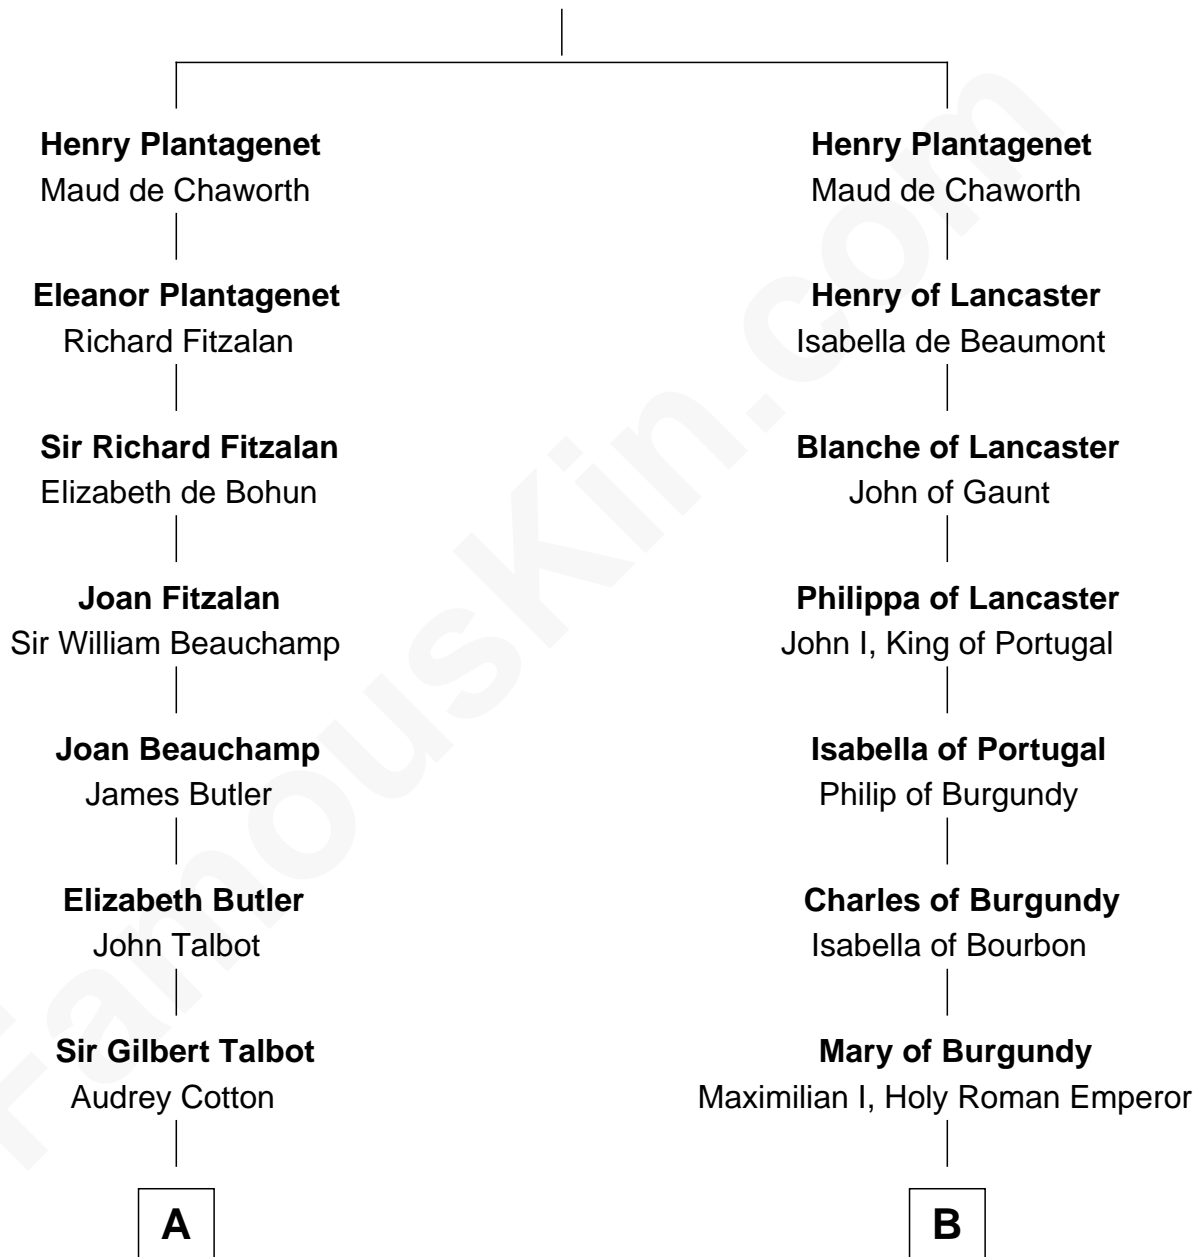 Henry Plantagenet
Maud de Chaworth
Eleanor Plantagenet
Richard Fitzalan
Sir Richard Fitzalan
Elizabeth de Bohun
Joan Fitzalan
Sir William Beauchamp
Joan Beauchamp
James Butler
Elizabeth Butler
John Talbot
Sir Gilbert Talbot
Audrey Cotton
A
Henry Plantagenet
Maud de Chaworth
Henry of Lancaster
Isabella de Beaumont
Blanche of Lancaster
John of Gaunt
Philippa of Lancaster
John I, King of Portugal
Isabella of Portugal
Philip of Burgundy
Charles of Burgundy
Isabella of Bourbon
Mary of Burgundy
Maximilian I, Holy Roman Emperor
B
FamousKin.com